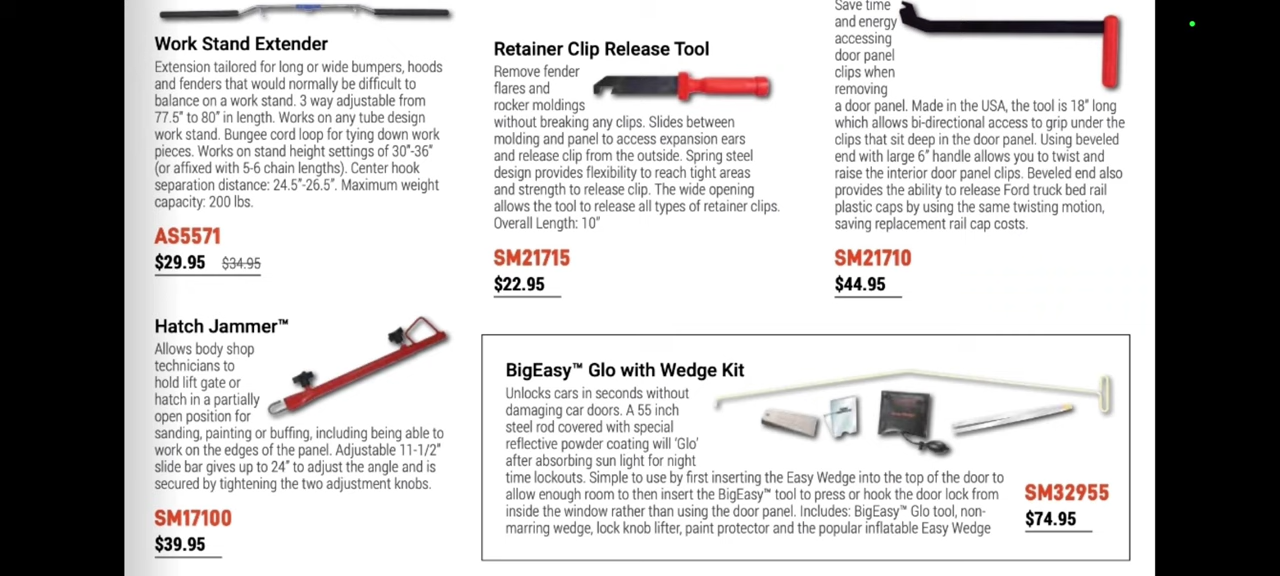 Work Stand Extender
Extension tailored for long or wide bumpers, hoods
and fenders that would normally be difficult to
balance on a work stand. 3 way adjustable from
77.5" to 80" in length. Works on any tube design
work stand. Bungee cord loop for tying down work
pieces. Works on stand height settings of 30"-36"
(or affixed with 5-6 chain lengths). Center hook
separation distance: 24.5"-26.5". Maximum weight
capacity: 200 lbs.
AS5571
$29.95 $34.95
Retainer Clip Release Tool
Remove fender
flares and
rocker moldings
without breaking any clips. Slides between
molding and panel to access expansion ears
and release clip from the outside. Spring steel
design provides flexibility to reach tight areas
and strength to release clip. The wide opening
allows the tool to release all types of retainer clips.
Overall Length: 10"
SM21715
$22.95
Save time
and energy
accessing
door panel
clips when
removing
a door panel. Made in the USA, the tool is 18" long
which allows bi-directional access to grip under the
clips that sit deep in the door panel. Using beveled
end with large 6" handle allows you to twist and
raise the interior door panel clips. Beveled end also
provides the ability to release Ford truck bed rail
plastic caps by using the same twisting motion,
saving replacement rail cap costs.
SM21710
$44.95
Hatch Jammer™
Allows body shop
technicians to
hold lift gate or
hatch in a partially
open position for
sanding, painting or buffing, including being able to
work on the edges of the panel. Adjustable 11-1/2"
slide bar gives up to 24" to adjust the angle and is
secured by tightening the two adjustment knobs.
SM17100
$39.95
BigEasy™ Glo with Wedge Kit
Unlocks cars in seconds without
damaging car doors. A 55 inch
steel rod covered with special
reflective powder coating will 'Glo'
after absorbing sun light for night
time lockouts. Simple to use by first inserting the Easy Wedge into the top of the door to
allow enough room to then insert the BigEasy™ tool to press or hook the door lock from
inside the window rather than using the door panel. Includes: BigEasy™ Glo tool, non-
marring wedge, lock knob lifter, paint protector and the popular inflatable Easy Wedge
SM32955
$74.95